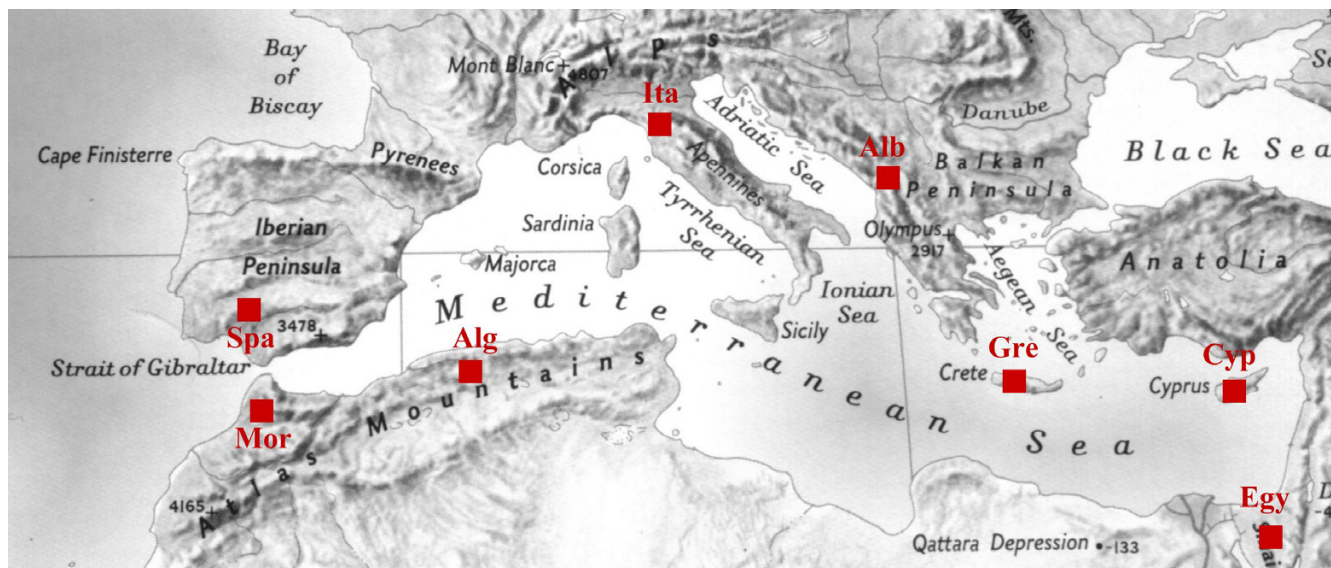 Bay
of
Biscay
Mont Blanc
4807
Alps
Mts.
Ita
Adriatic Sea
Danube
Cape Finisterre
Pyrenees
Corsica
Apennines
Alb
Balkan
Peninsula
Black Sea
Iberian
Peninsula
Sardinia
Tyrrhenian
Sea
Olympus
2917
Aegean Sea
Anatolia
Majorca
Mediterranean Sea
Ionian
Sea
Sicily
Spa
3478
Alg
Gre
Cyp
Strait of Gibraltar
Crete
Cyprus
Mor
Atlas Mountains
4165
Egy
Sinai
Qattara Depression
-133